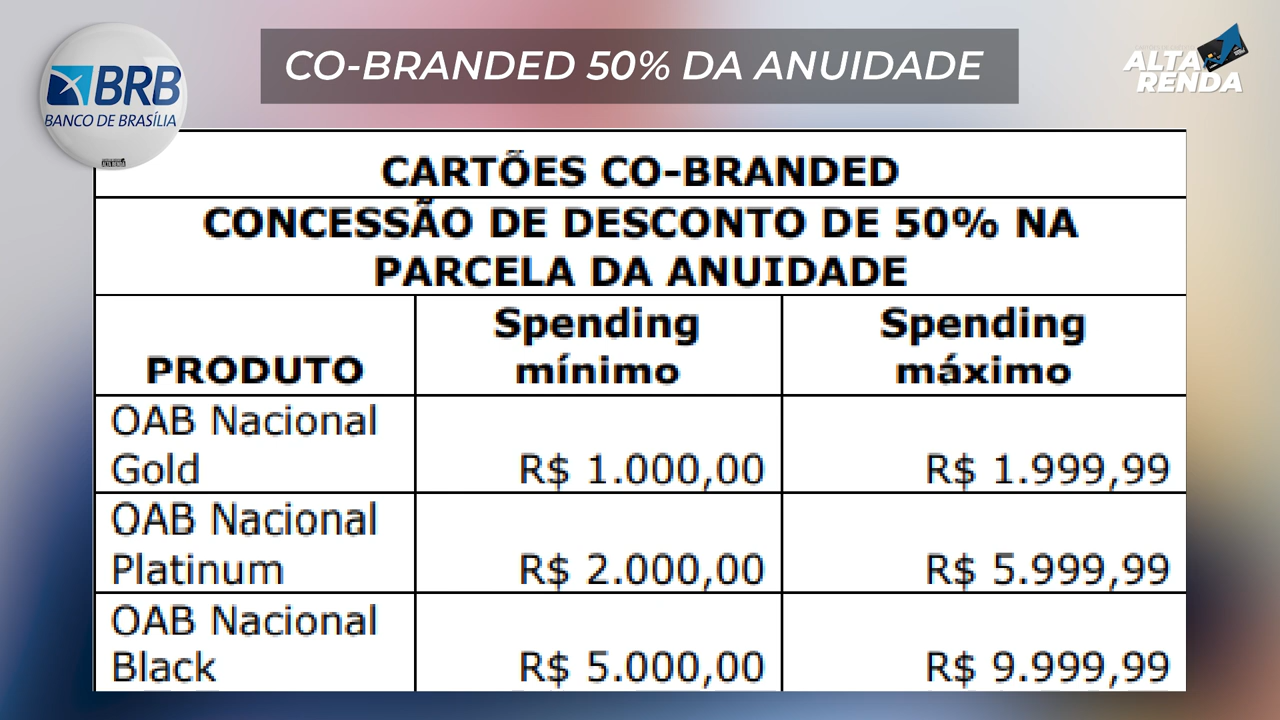 CO-BRANDED 50% DA ANUIDADE
BRB
BANCO DE BRASÍLIA
ALTA
RENDA
CARTÕES CO-BRANDED
CONCESSÃO DE DESCONTO DE 50% NA
PARCELA DA ANUIDADE
PRODUTO
Spending
mínimo
Spending
máximo
OAB Nacional
Gold
R$ 1.000,00
R$ 1.999,99
OAB Nacional
Platinum
R$ 2.000,00
R$ 5.999,99
OAB Nacional
Black
R$ 5.000,00
R$ 9.999,99